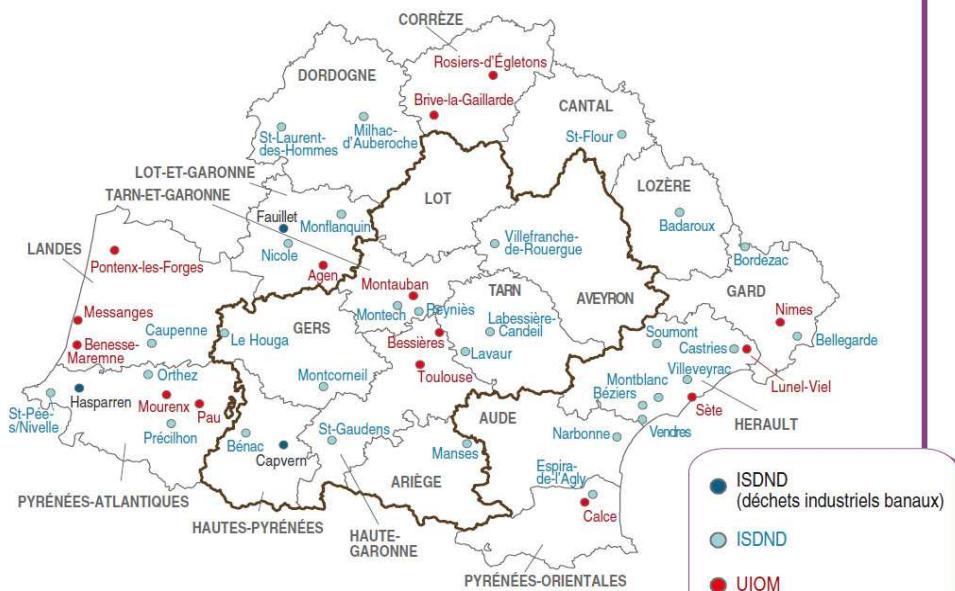 CORRÈZE
Rosiers-d'Égletons
DORDOGNE
Brive-la-Gaillarde
CANTAL
St-Laurent-
des-Hommes
Milhac-
d'Auberoche
St-Flour
LOT-ET-GARONNE
TARN-ET-GARONNE
LOT
LOZÈRE
Fauillet
Monflanquin
Badaroux
LANDES
Nicole
Villefranche-
de-Rouergue
Bordezac
Pontenx-les-Forges
Agen
Montauban
TARN
AVEYRON
GARD
Messanges
Montech
Reyniès
Labessière-
Candeil
Nimes
Caupenne
Le Houga
GERS
Bessières
Soumont
Bellegarde
Benesse-
Maremne
Lavaur
Castries
Orthez
Montcorneil
Toulouse
Villeveyrac
Lunel-Viel
Hasparren
Montblanc
Béziers
St-Pée-
s/Nivelle
Mourenx
Pau
AUDE
Sète
HERAULT
Précilhon
Bénac
St-Gaudens
Narbonne
Vendres
Capvern
Manses
Espira-
de-l'Agly
PYRÉNÉES-ATLANTIQUES
ARIÈGE
Calce
HAUTES-PYRÉNÉES
HAUTE-
GARONNE
PYRÉNÉES-ORIENTALES
ISDND
(déchets industriels banaux)
ISDND
UIOM